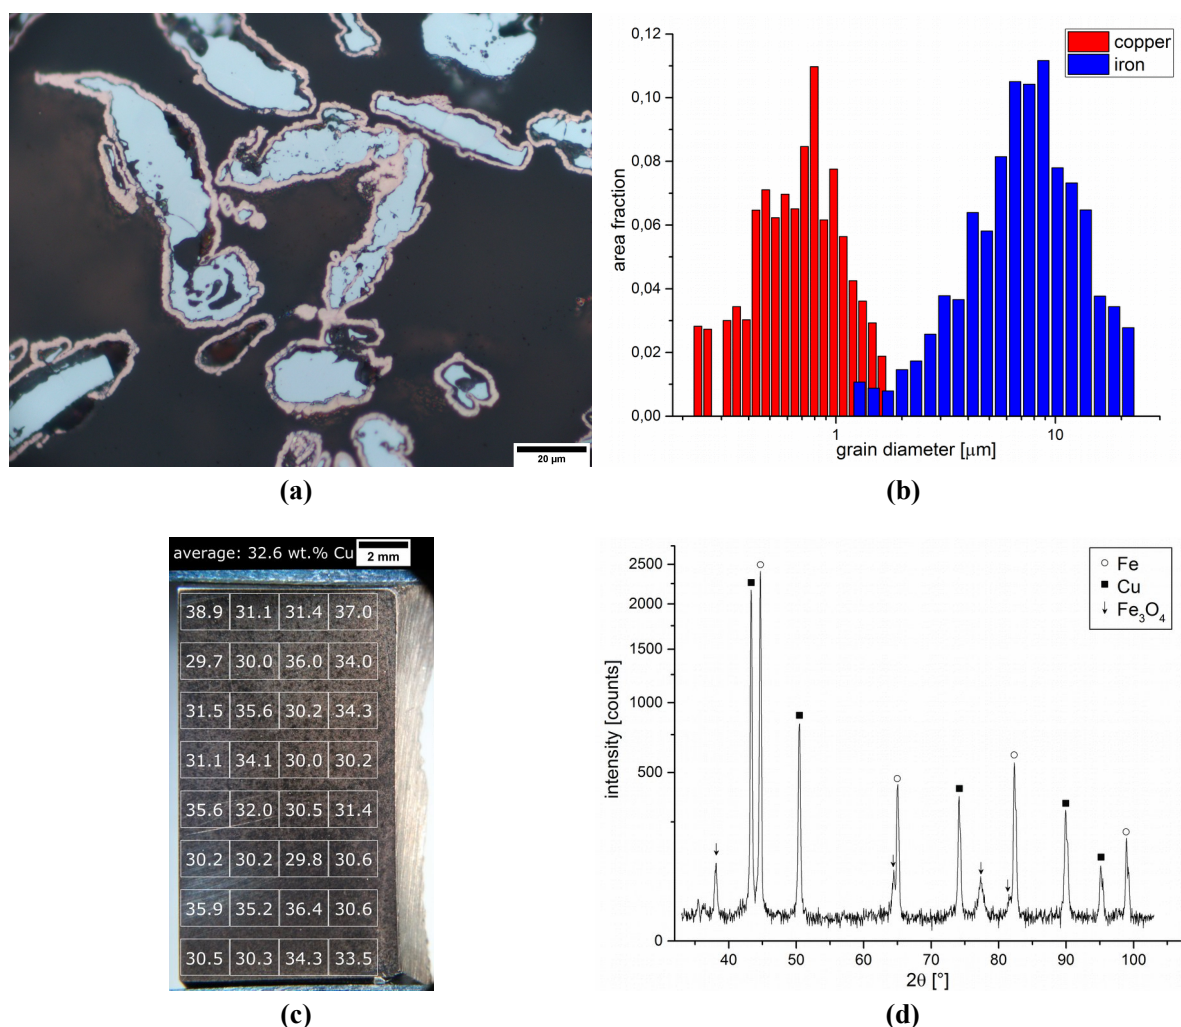 20 µm
(a)
0,12
0,10
0,08
0,06
0,04
0,02
0,00
area fraction
copper
iron
1
10
grain diameter [µm]
(b)
average: 32.6 wt.% Cu
2 mm
38.9 31.1 31.4 37.0
29.7 30.0 36.0 34.0
31.5 35.6 30.2 34.3
31.1 34.1 30.0 30.2
35.6 32.0 30.5 31.4
30.2 30.2 29.8 30.6
35.9 35.2 36.4 30.6
30.5 30.3 34.3 33.5
(c)
2500
2000
1500
1000
500
0
intensity [counts]
Fe
Cu
Fe₃O₄
40 50 60 70 80 90 100
2θ [°]
(d)